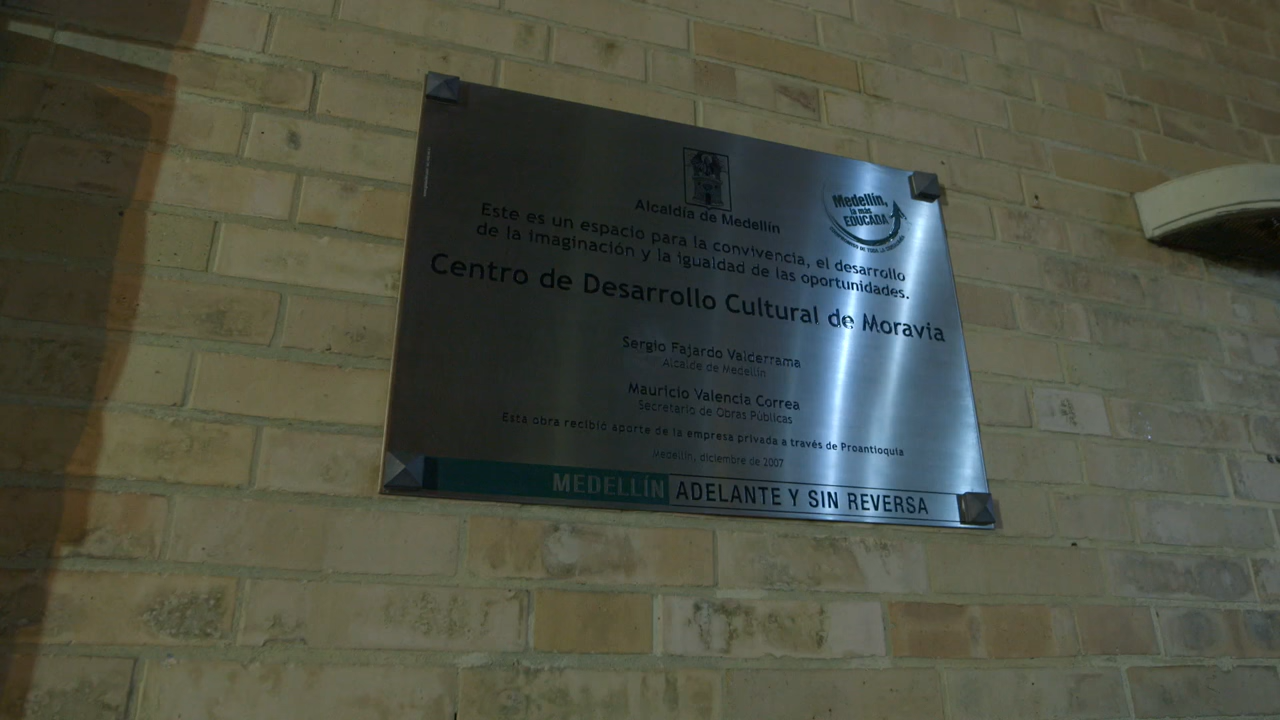 Alcaldía de Medellín
Medellín,
la más
EDUCADA
Este es un espacio para la convivencia, el desarrollo
de la imaginación y la igualdad de las oportunidades.
Centro de Desarrollo Cultural de Moravia
Sergio Fajardo Valderrama
Alcalde de Medellín
Mauricio Valencia Correa
Secretario de Obras Públicas
Esta obra recibió aporte de la empresa privada a través de Proantioquia
Medellín, diciembre de 2007
MEDELLÍN ADELANTE Y SIN REVERSA